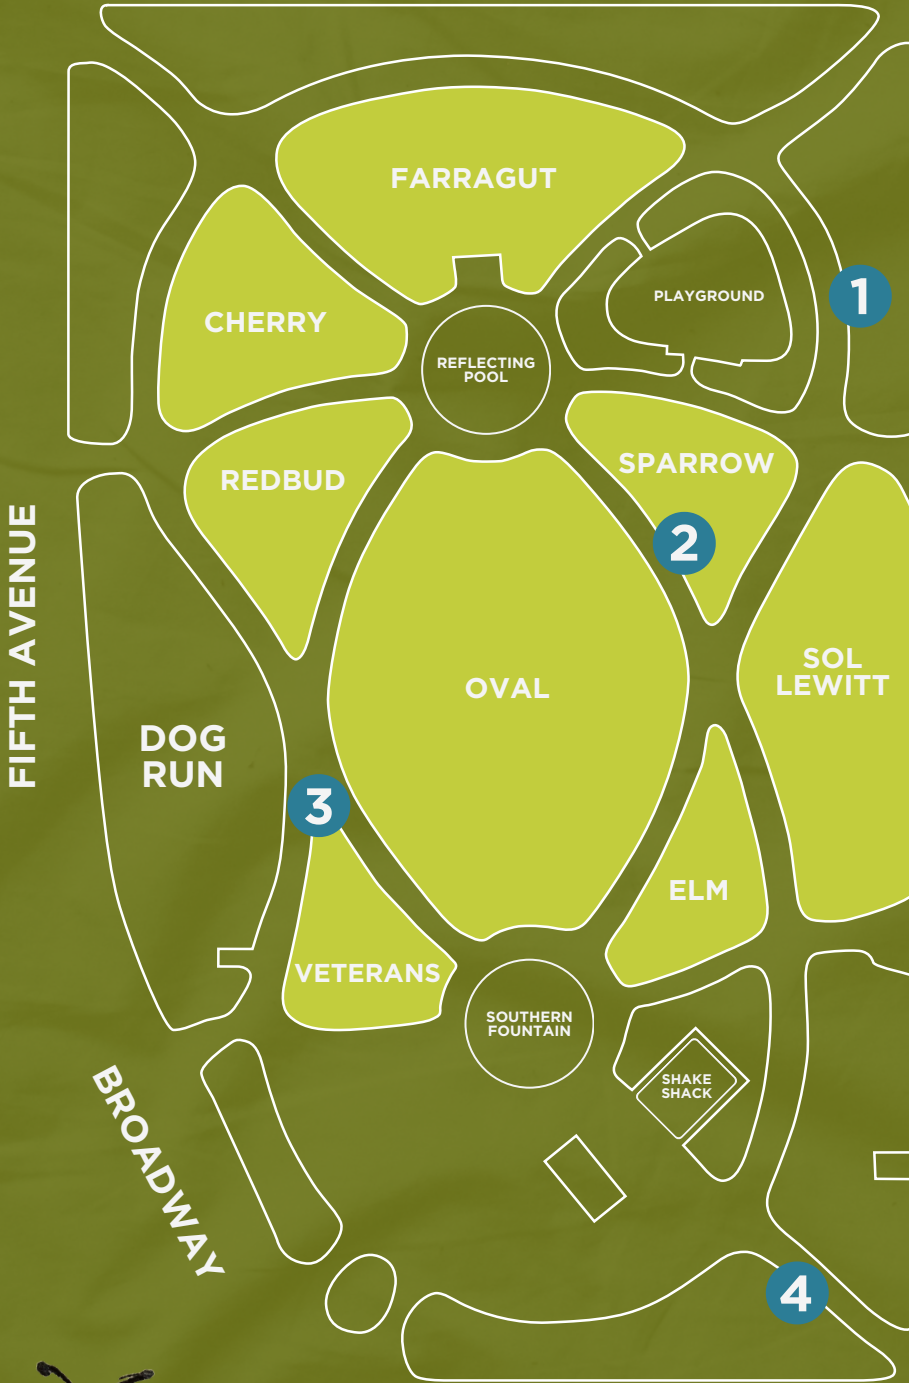 FARRAGUT
PLAYGROUND
1
CHERRY
REFLECTING
POOL
SPARROW
REDBUD
2
FIFTH AVENUE
OVAL
SOL
LEWITT
DOG
RUN
3
ELM
VETERANS
SOUTHERN
FOUNTAIN
SHAKE
SHACK
BROADWAY
4